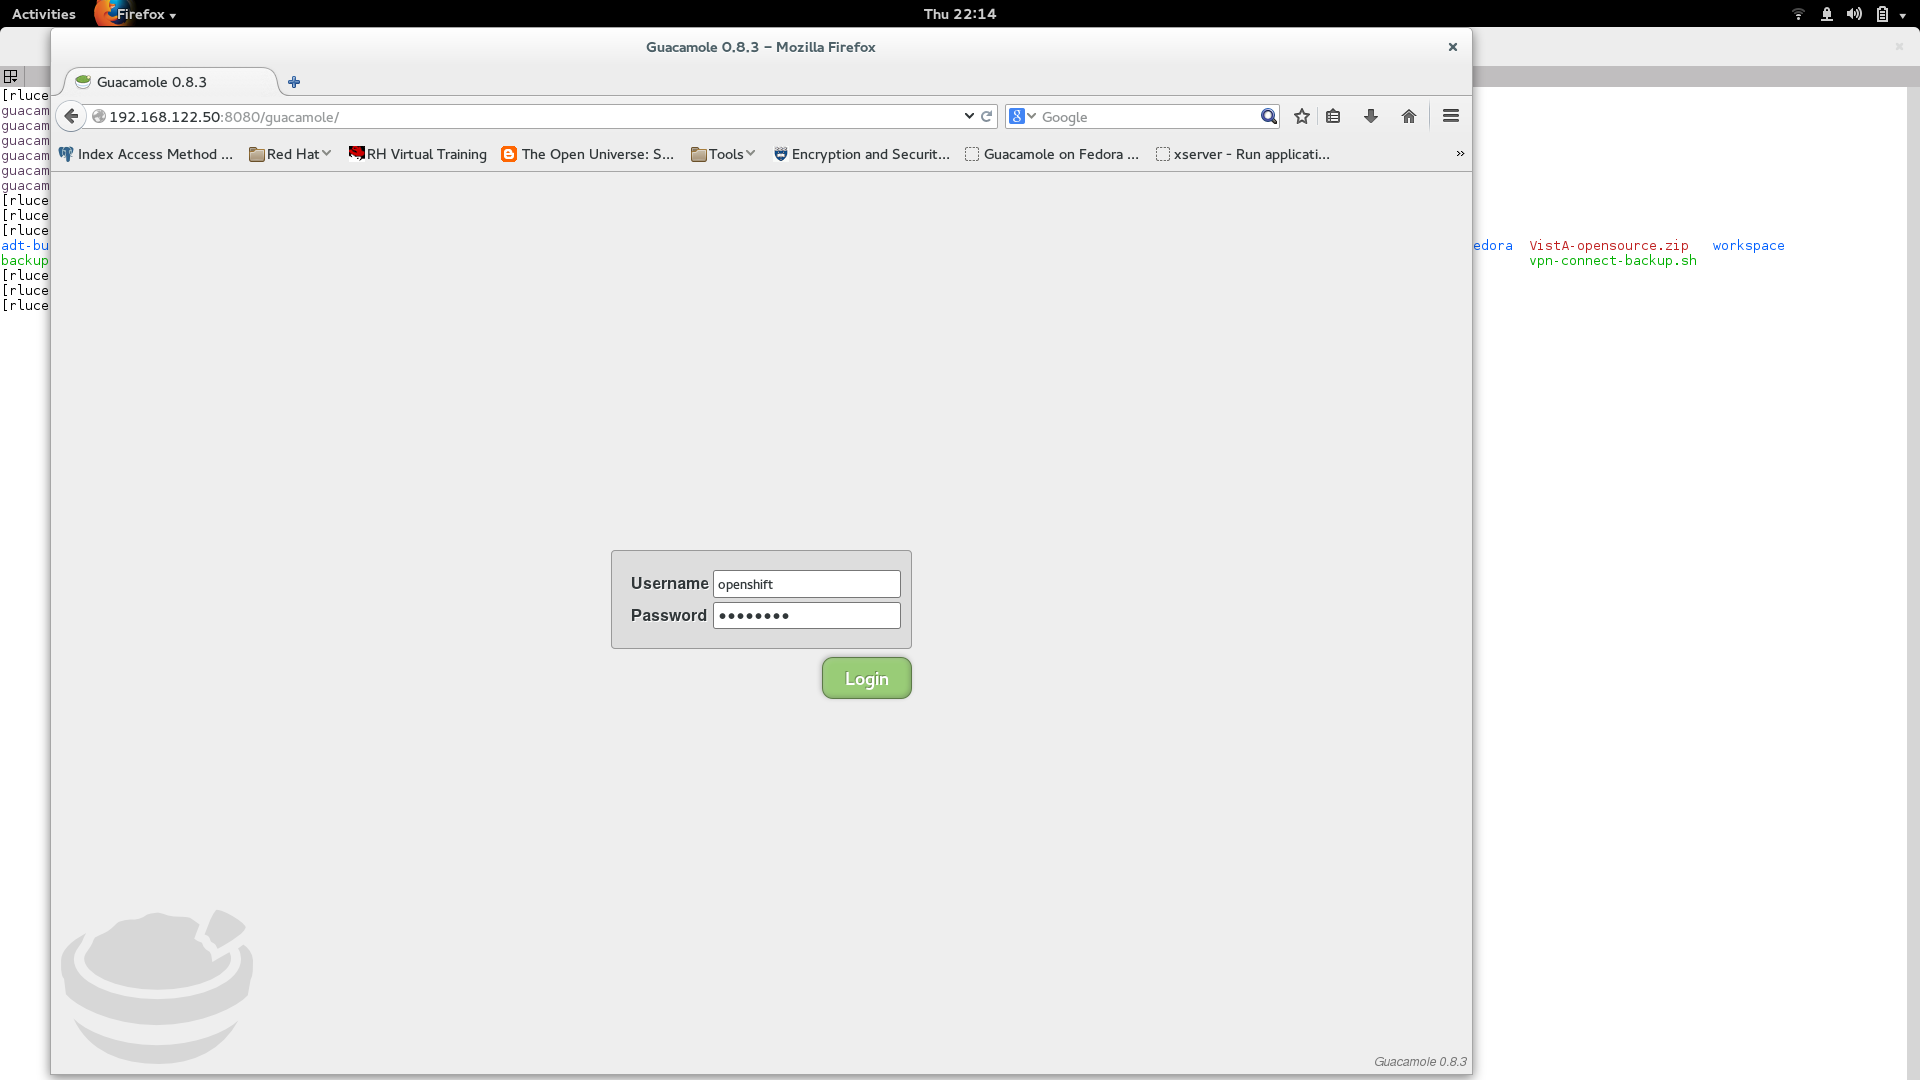 Activities Firefox Thu 22:14
Guacamole 0.8.3 – Mozilla Firefox
Guacamole 0.8.3
192.168.122.50:8080/guacamole/ Google
Index Access Method ... Red Hat RH Virtual Training The Open Universe: S... Tools Encryption and Securit... Guacamole on Fedora ... xserver - Run applicati... »
[rluce
guacam
guacam
guacam
guacam
guacam
guacam
[rluce
[rluce
[rluce
adt-bu edora VistA-opensource.zip workspace
backup vpn-connect-backup.sh
[rluce
[rluce
[rluce
Username openshift
Password ••••••••
Login
Guacamole 0.8.3